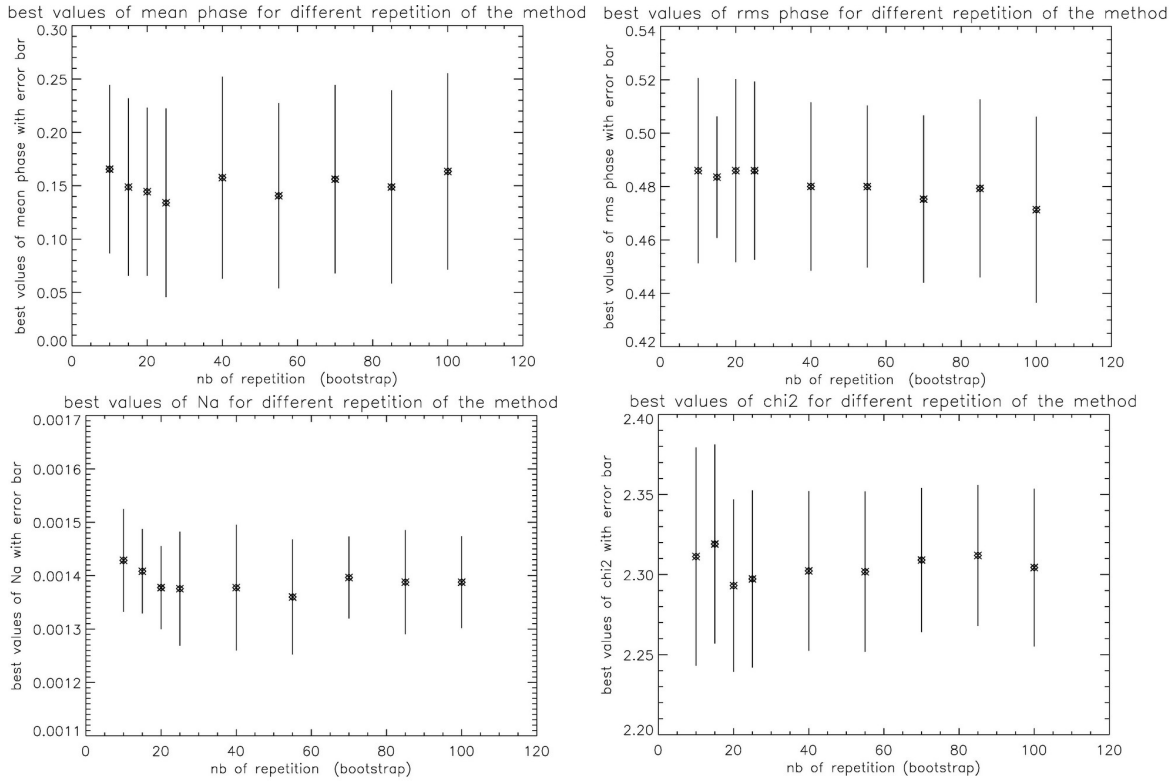 best values of mean phase for different repetition of the method
best values of mean phase with error bar
0.30
0.25
0.20
0.15
0.10
0.05
0.00
0 20 40 60 80 100 120
nb of repetition (bootstrap)
best values of rms phase for different repetition of the method
best values of rms phase with error bar
0.54
0.52
0.50
0.48
0.46
0.44
0.42
0 20 40 60 80 100 120
nb of repetition (bootstrap)
best values of Na for different repetition of the method
best values of Na with error bar
0.0017
0.0016
0.0015
0.0014
0.0013
0.0012
0.0011
0 20 40 60 80 100 120
nb of repetition (bootstrap)
best values of chi2 for different repetition of the method
best values of chi2 with error bar
2.40
2.35
2.30
2.25
2.20
0 20 40 60 80 100 120
nb of repetition (bootstrap)